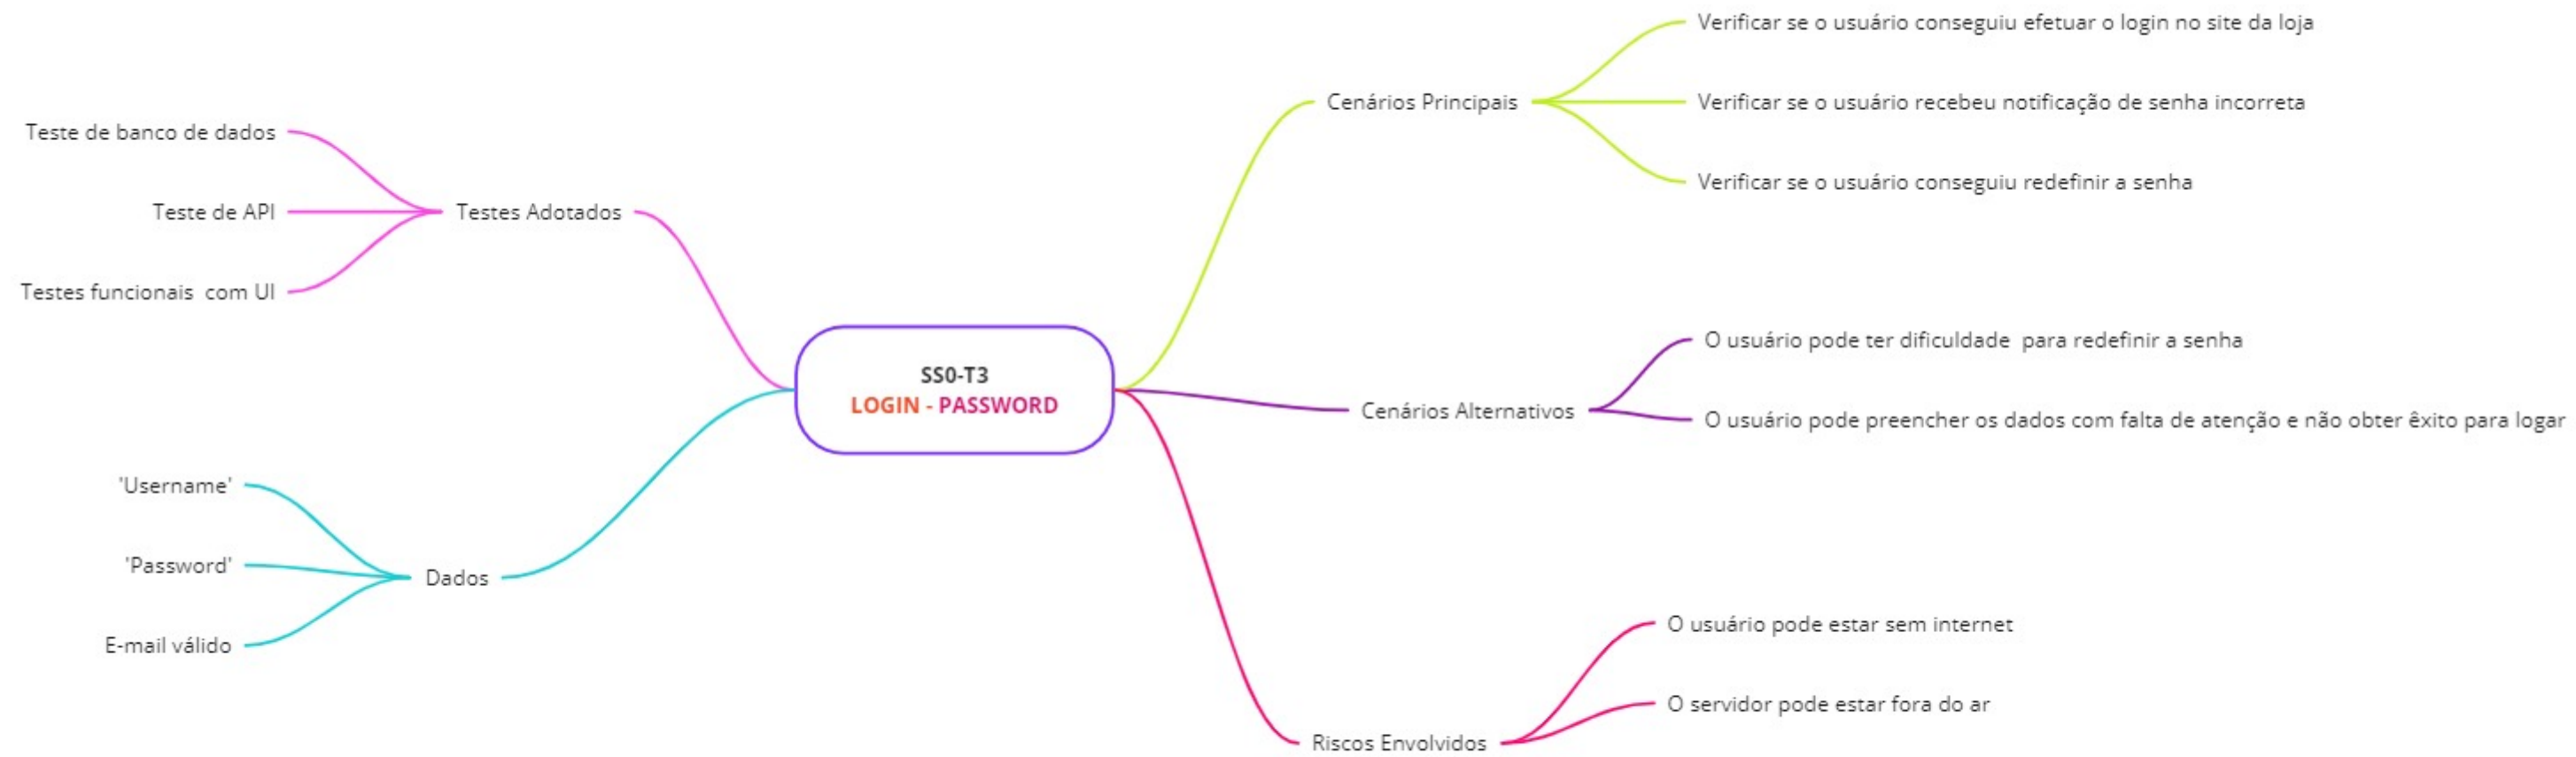 SS0-T3
LOGIN - PASSWORD
Testes Adotados
Teste de banco de dados
Teste de API
Testes funcionais  com UI
Dados
'Username'
'Password'
E-mail válido
Cenários Principais
Verificar se o usuário conseguiu efetuar o login no site da loja
Verificar se o usuário recebeu notificação de senha incorreta
Verificar se o usuário conseguiu redefinir a senha
Cenários Alternativos
O usuário pode ter dificuldade  para redefinir a senha
O usuário pode preencher os dados com falta de atenção e não obter êxito para logar
Riscos Envolvidos
O usuário pode estar sem internet
O servidor pode estar fora do ar